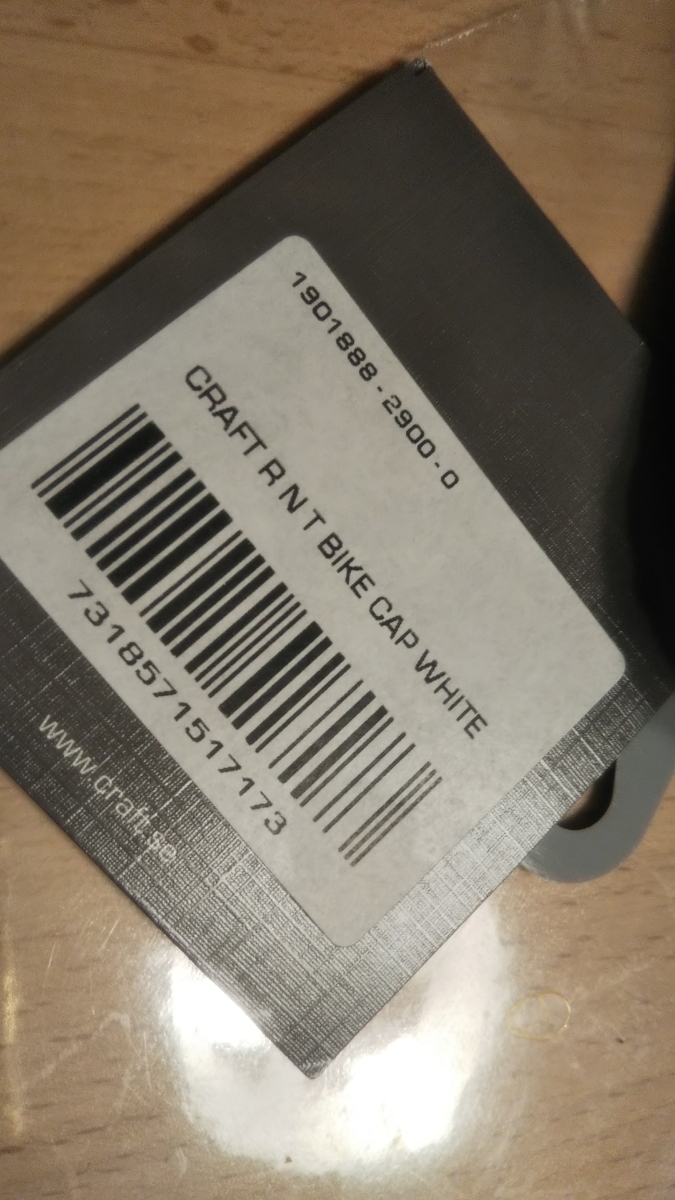 1901888-2900-0
CRAFT R N T BIKE CAP WHITE
7318571517173
www.craft.se